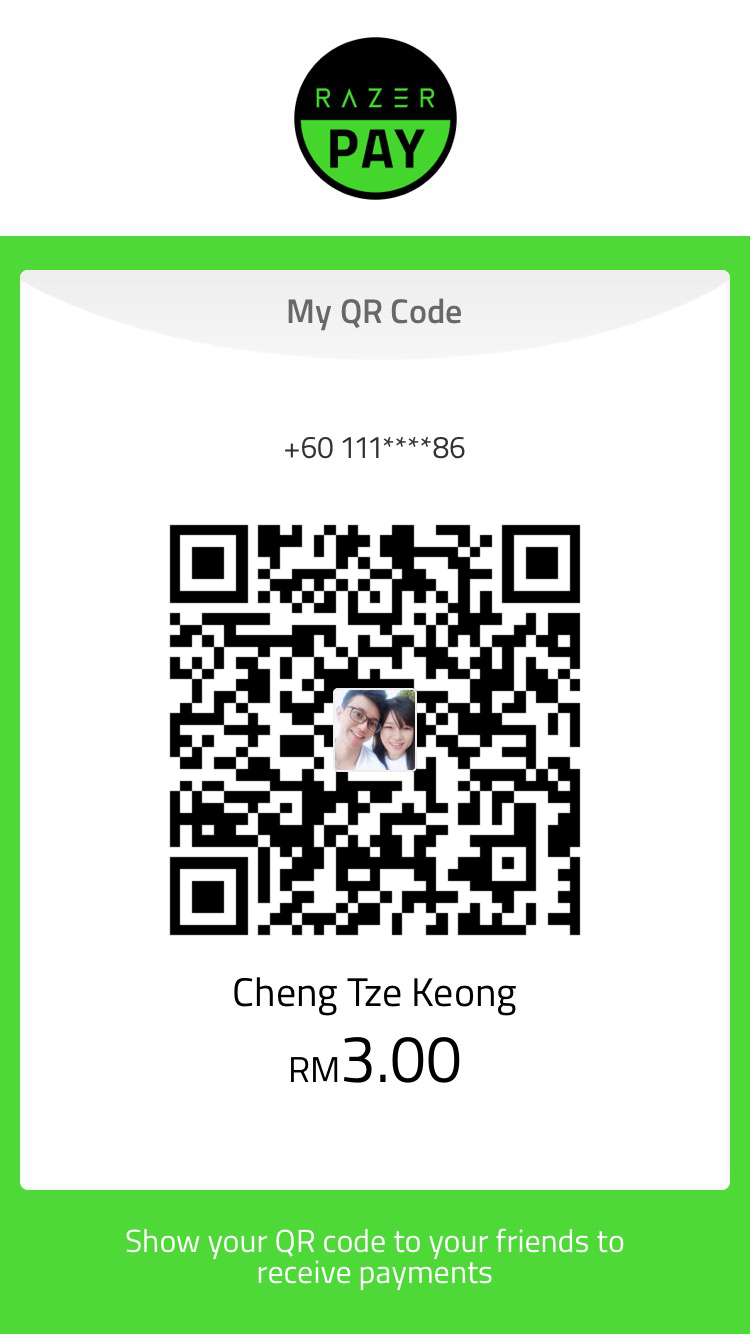 RAZER
PAY
My QR Code
+60 111****86
Cheng Tze Keong
RM3.00
Show your QR code to your friends to
receive payments